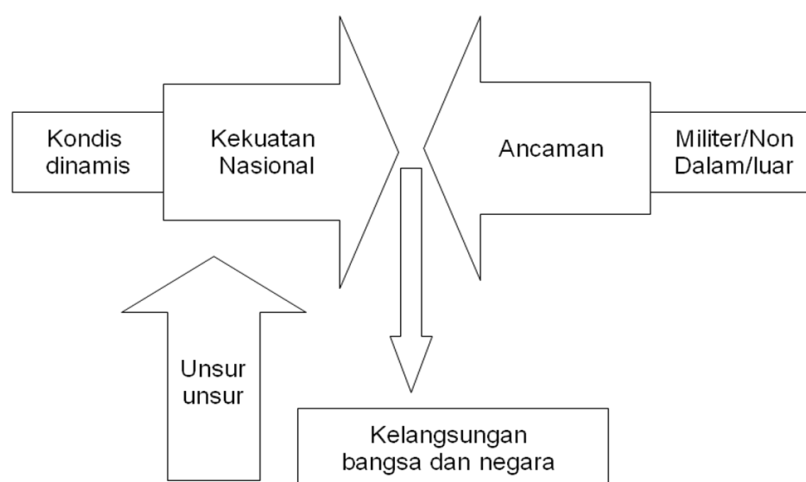 Kondis
dinamis
Kekuatan
Nasional
Ancaman
Militer/Non
Dalam/luar
Unsur
unsur
Kelangsungan
bangsa dan negara